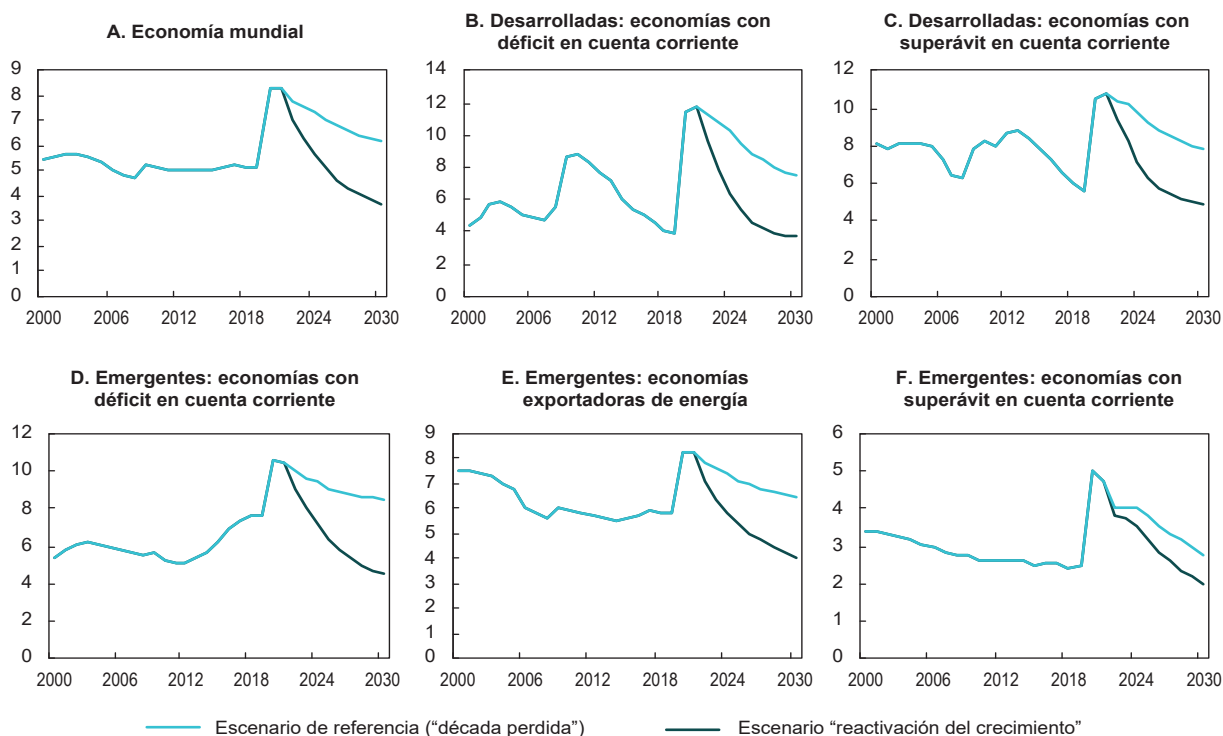 A. Economía mundial
9
8
7
6
5
4
3
2
1
0
2000 2006 2012 2018 2024 2030
B. Desarrolladas: economías con
déficit en cuenta corriente
14
12
10
8
6
4
2
0
2000 2006 2012 2018 2024 2030
C. Desarrolladas: economías con
superávit en cuenta corriente
12
10
8
6
4
2
0
2000 2006 2012 2018 2024 2030
D. Emergentes: economías con
déficit en cuenta corriente
12
10
8
6
4
2
0
2000 2006 2012 2018 2024 2030
E. Emergentes: economías
exportadoras de energía
9
8
7
6
5
4
3
2
1
0
2000 2006 2012 2018 2024 2030
F. Emergentes: economías con
superávit en cuenta corriente
6
5
4
3
2
1
0
2000 2006 2012 2018 2024 2030
Escenario de referencia (“década perdida”) Escenario “reactivación del crecimiento”